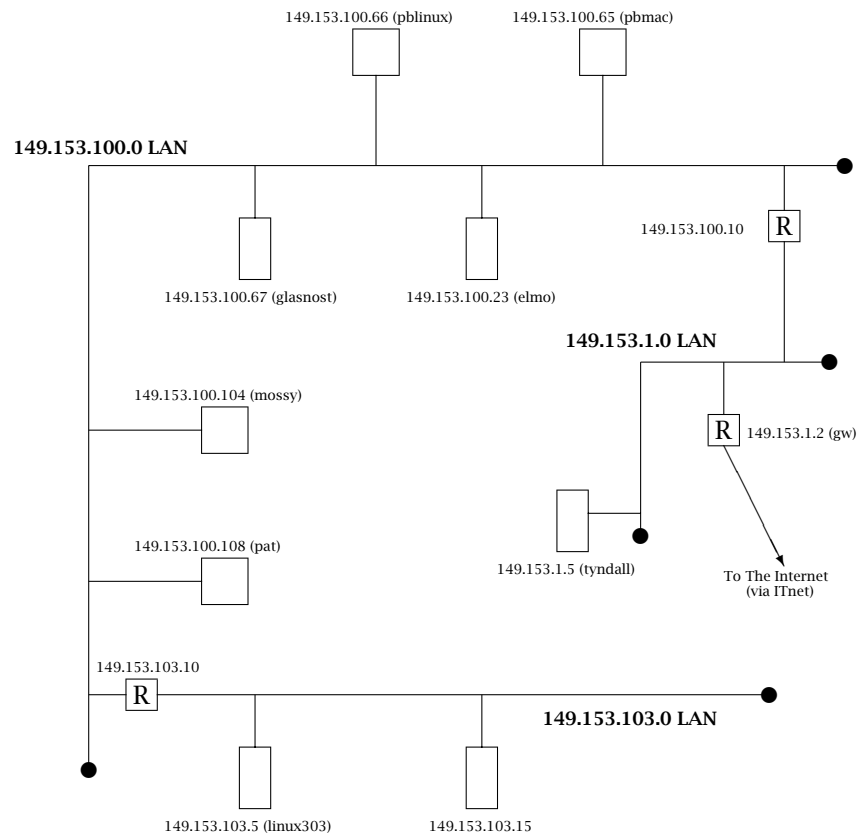 149.153.100.66 (pblinux)
149.153.100.65 (pbmac)
149.153.100.0 LAN
149.153.100.10
R
149.153.100.67 (glasnost)
149.153.100.23 (elmo)
149.153.1.0 LAN
149.153.100.104 (mossy)
R
149.153.1.2 (gw)
149.153.100.108 (pat)
149.153.1.5 (tyndall)
To The Internet
(via ITnet)
149.153.103.10
R
149.153.103.0 LAN
149.153.103.5 (linux303)
149.153.103.15